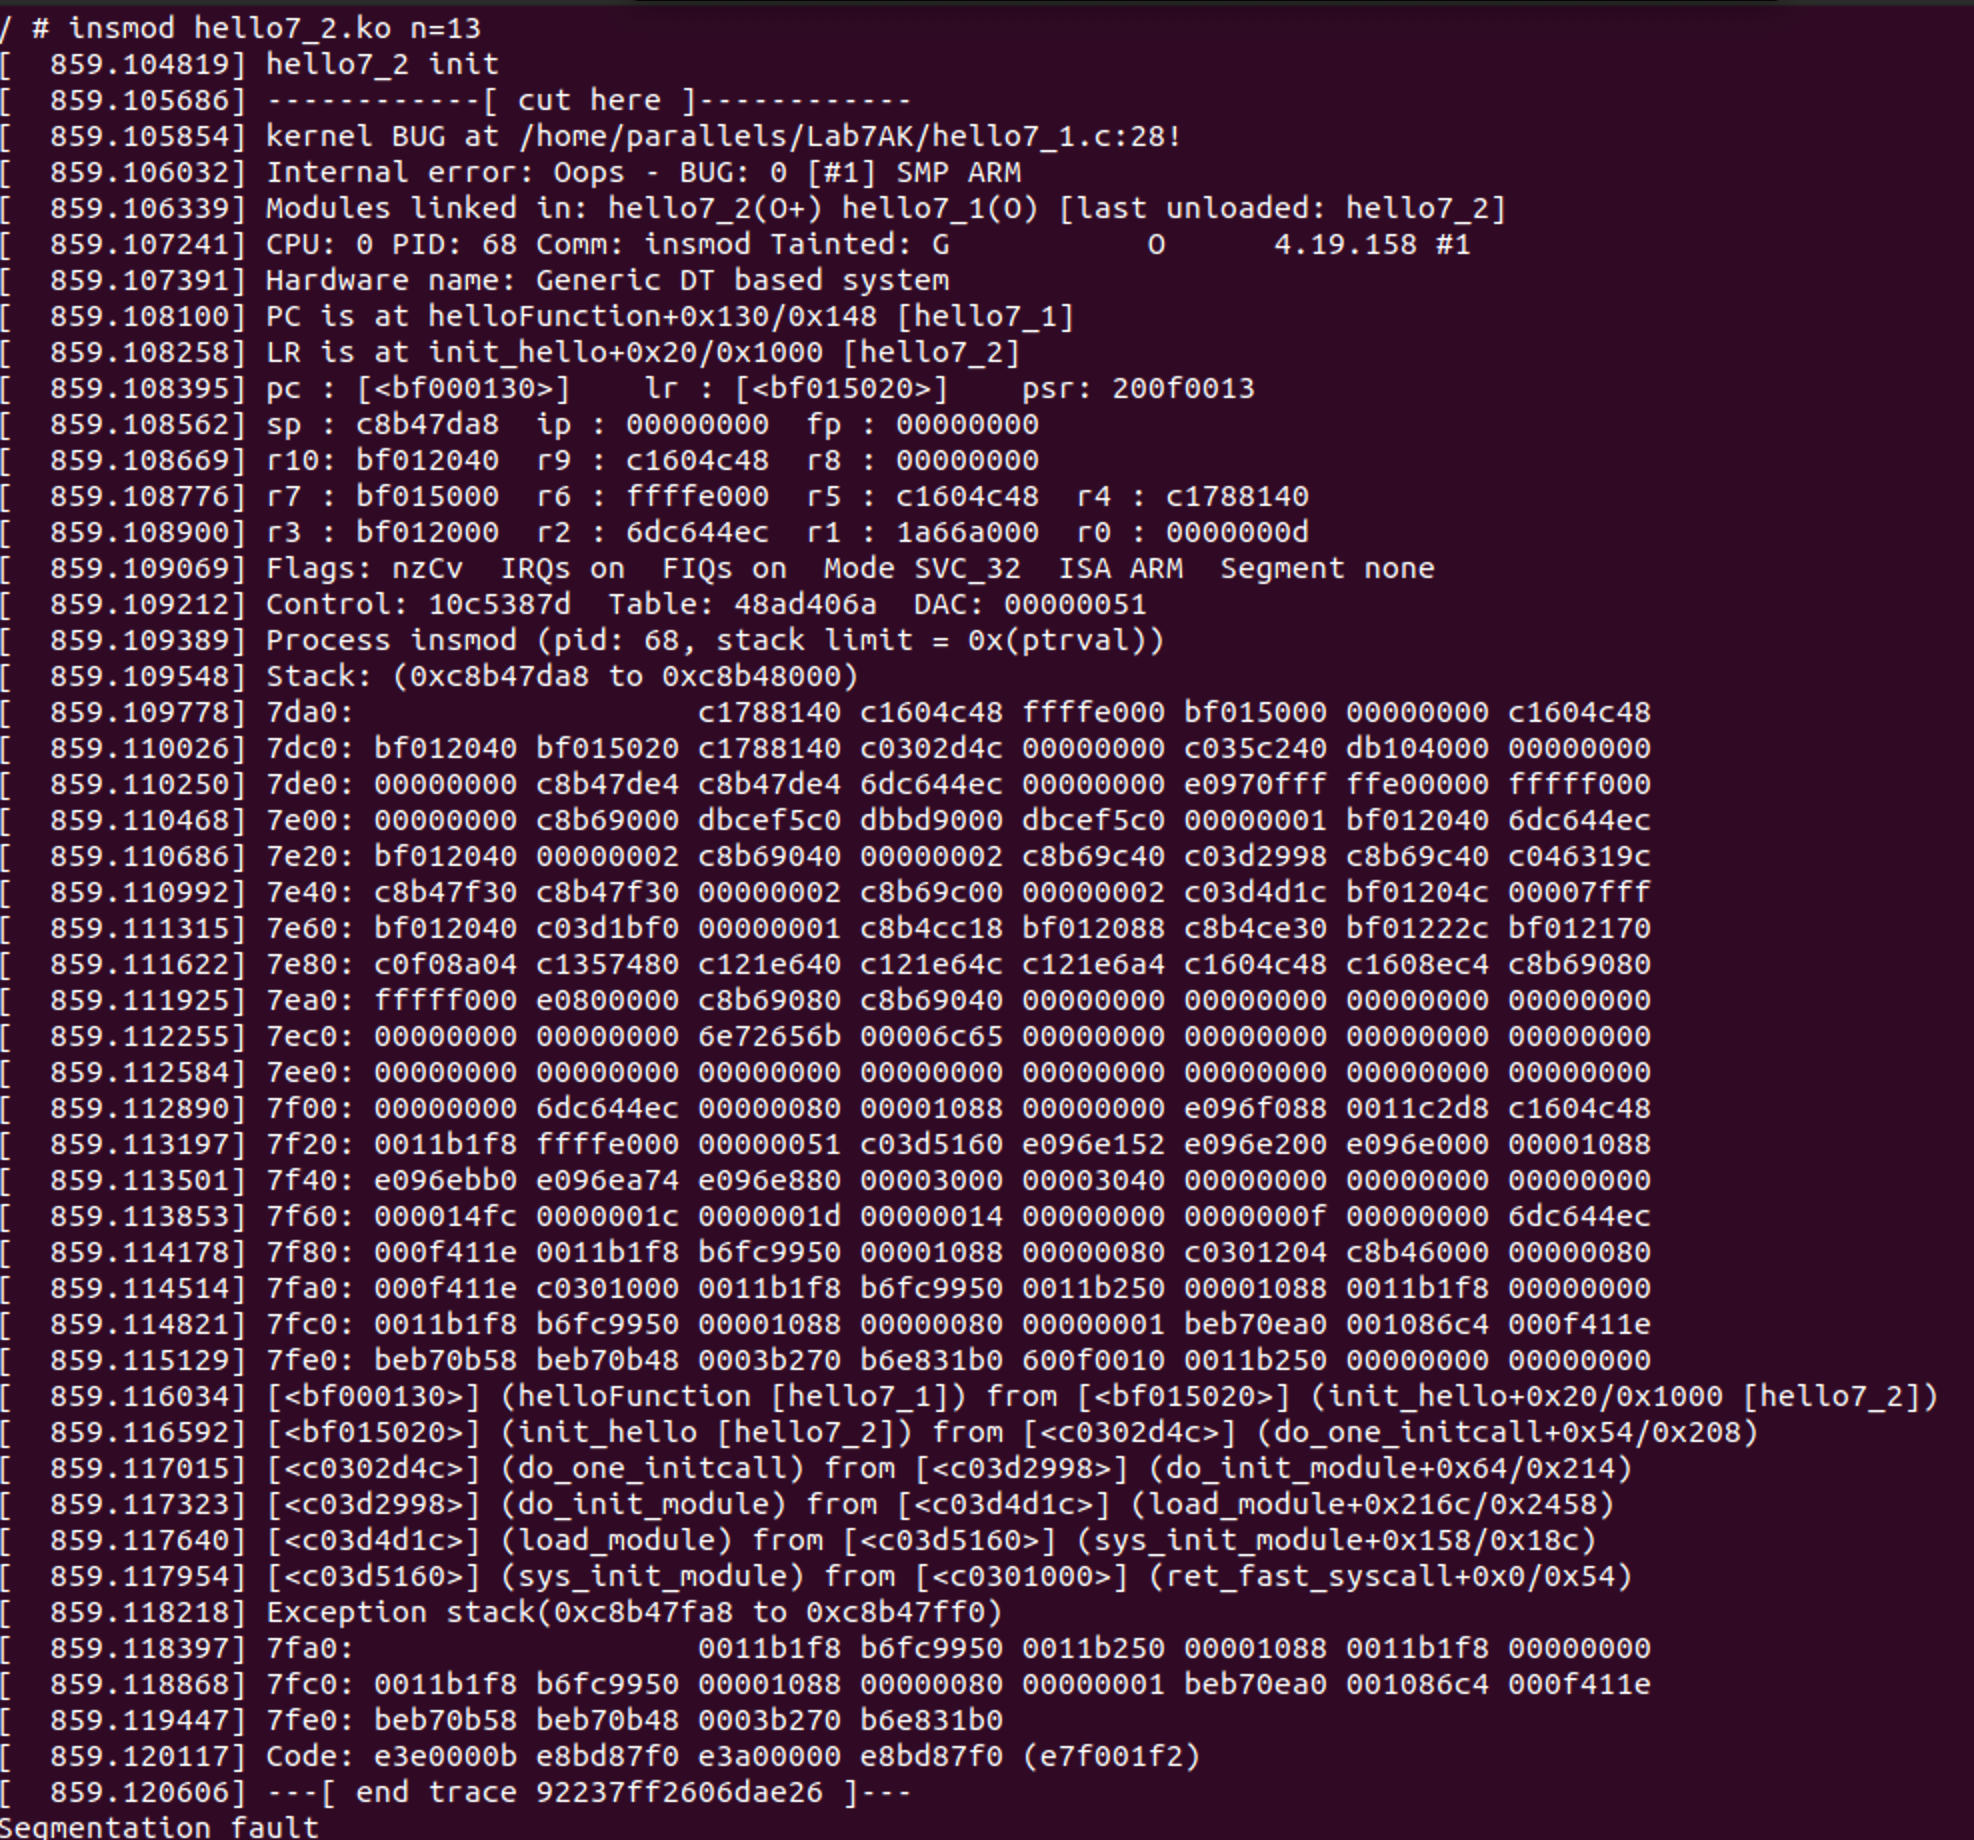 / # insmod hello7_2.ko n=13
[  859.104819] hello7_2 init
[  859.105686] ------------[ cut here ]------------
[  859.105854] kernel BUG at /home/parallels/Lab7AK/hello7_1.c:28!
[  859.106032] Internal error: Oops - BUG: 0 [#1] SMP ARM
[  859.106339] Modules linked in: hello7_2(O+) hello7_1(O) [last unloaded: hello7_2]
[  859.107241] CPU: 0 PID: 68 Comm: insmod Tainted: G           O      4.19.158 #1
[  859.107391] Hardware name: Generic DT based system
[  859.108100] PC is at helloFunction+0x130/0x148 [hello7_1]
[  859.108258] LR is at init_hello+0x20/0x1000 [hello7_2]
[  859.108395] pc : [<bf000130>]    lr : [<bf015020>]    psr: 200f0013
[  859.108562] sp : c8b47da8  ip : 00000000  fp : 00000000
[  859.108669] r10: bf012040  r9 : c1604c48  r8 : 00000000
[  859.108776] r7 : bf015000  r6 : ffffe000  r5 : c1604c48  r4 : c1788140
[  859.108900] r3 : bf012000  r2 : 6dc644ec  r1 : 1a66a000  r0 : 0000000d
[  859.109069] Flags: nzCv  IRQs on  FIQs on  Mode SVC_32  ISA ARM  Segment none
[  859.109212] Control: 10c5387d  Table: 48ad406a  DAC: 00000051
[  859.109389] Process insmod (pid: 68, stack limit = 0x(ptrval))
[  859.109548] Stack: (0xc8b47da8 to 0xc8b48000)
[  859.109778] 7da0:                   c1788140 c1604c48 ffffe000 bf015000 00000000 c1604c48
[  859.110026] 7dc0: bf012040 bf015020 c1788140 c0302d4c 00000000 c035c240 db104000 00000000
[  859.110250] 7de0: 00000000 c8b47de4 c8b47de4 6dc644ec 00000000 e0970fff ffe00000 fffff000
[  859.110468] 7e00: 00000000 c8b69000 dbcef5c0 dbbd9000 dbcef5c0 00000001 bf012040 6dc644ec
[  859.110686] 7e20: bf012040 00000002 c8b69040 00000002 c8b69c40 c03d2998 c8b69c40 c046319c
[  859.110992] 7e40: c8b47f30 c8b47f30 00000002 c8b69c00 00000002 c03d4d1c bf01204c 00007fff
[  859.111315] 7e60: bf012040 c03d1bf0 00000001 c8b4cc18 bf012088 c8b4ce30 bf01222c bf012170
[  859.111622] 7e80: c0f08a04 c1357480 c121e640 c121e64c c121e6a4 c1604c48 c1608ec4 c8b69080
[  859.111925] 7ea0: fffff000 e0800000 c8b69080 c8b69040 00000000 00000000 00000000 00000000
[  859.112255] 7ec0: 00000000 00000000 6e72656b 00006c65 00000000 00000000 00000000 00000000
[  859.112584] 7ee0: 00000000 00000000 00000000 00000000 00000000 00000000 00000000 00000000
[  859.112890] 7f00: 00000000 6dc644ec 00000080 00001088 00000000 e096f088 0011c2d8 c1604c48
[  859.113197] 7f20: 0011b1f8 ffffe000 00000051 c03d5160 e096e152 e096e200 e096e000 00001088
[  859.113501] 7f40: e096ebb0 e096ea74 e096e880 00003000 00003040 00000000 00000000 00000000
[  859.113853] 7f60: 000014fc 0000001c 0000001d 00000014 00000000 0000000f 00000000 6dc644ec
[  859.114178] 7f80: 000f411e 0011b1f8 b6fc9950 00001088 00000080 c0301204 c8b46000 00000080
[  859.114514] 7fa0: 000f411e c0301000 0011b1f8 b6fc9950 0011b250 00001088 0011b1f8 00000000
[  859.114821] 7fc0: 0011b1f8 b6fc9950 00001088 00000080 00000001 beb70ea0 001086c4 000f411e
[  859.115129] 7fe0: beb70b58 beb70b48 0003b270 b6e831b0 600f0010 0011b250 00000000 00000000
[  859.116034] [<bf000130>] (helloFunction [hello7_1]) from [<bf015020>] (init_hello+0x20/0x1000 [hello7_2])
[  859.116592] [<bf015020>] (init_hello [hello7_2]) from [<c0302d4c>] (do_one_initcall+0x54/0x208)
[  859.117015] [<c0302d4c>] (do_one_initcall) from [<c03d2998>] (do_init_module+0x64/0x214)
[  859.117323] [<c03d2998>] (do_init_module) from [<c03d4d1c>] (load_module+0x216c/0x2458)
[  859.117640] [<c03d4d1c>] (load_module) from [<c03d5160>] (sys_init_module+0x158/0x18c)
[  859.117954] [<c03d5160>] (sys_init_module) from [<c0301000>] (ret_fast_syscall+0x0/0x54)
[  859.118218] Exception stack(0xc8b47fa8 to 0xc8b47ff0)
[  859.118397] 7fa0:                   0011b1f8 b6fc9950 0011b250 00001088 0011b1f8 00000000
[  859.118868] 7fc0: 0011b1f8 b6fc9950 00001088 00000080 00000001 beb70ea0 001086c4 000f411e
[  859.119447] 7fe0: beb70b58 beb70b48 0003b270 b6e831b0
[  859.120117] Code: e3e0000b e8bd87f0 e3a00000 e8bd87f0 (e7f001f2)
[  859.120606] ---[ end trace 92237ff2606dae26 ]---
Segmentation fault